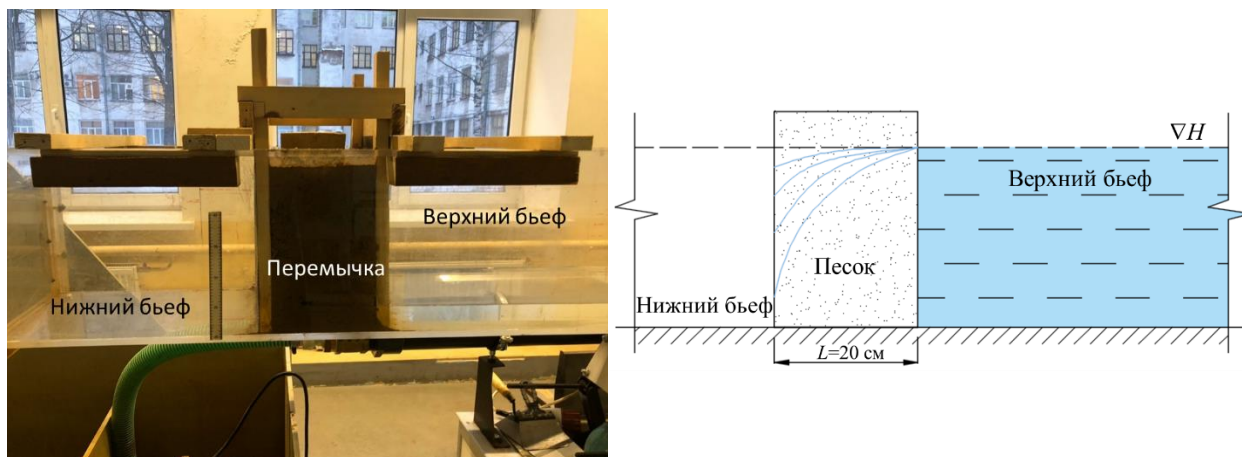 Верхний бьеф
Перемычка
Нижний бьеф
∇H
Верхний бьеф
Песок
Нижний бьеф
L=20 см